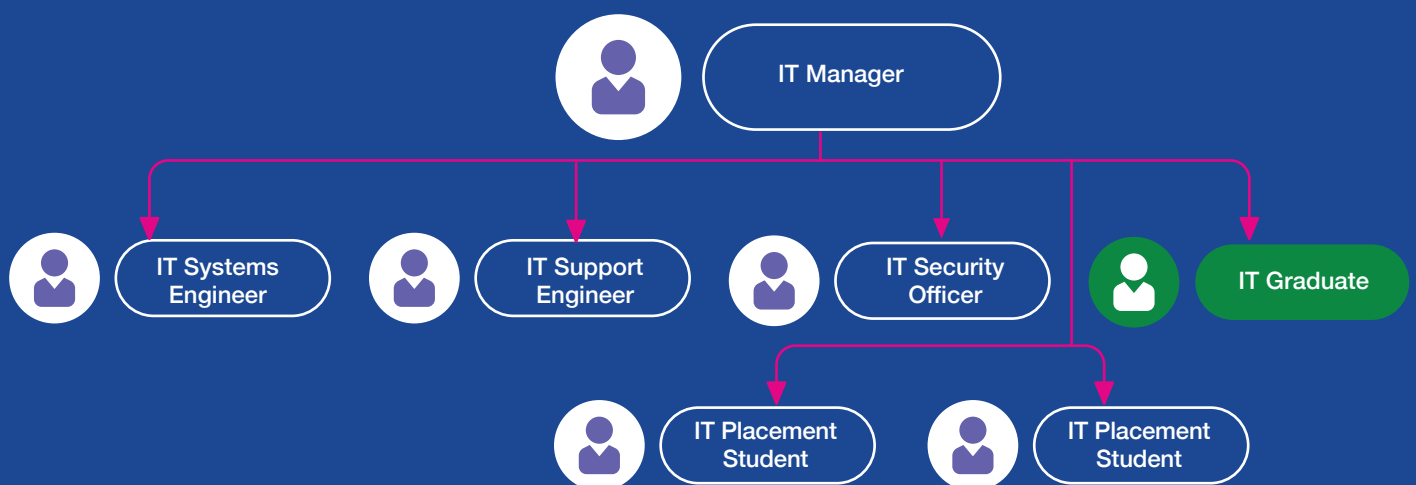 IT Manager
IT Systems
Engineer
IT Support
Engineer
IT Security
Officer
IT Graduate
IT Placement
Student
IT Placement
Student